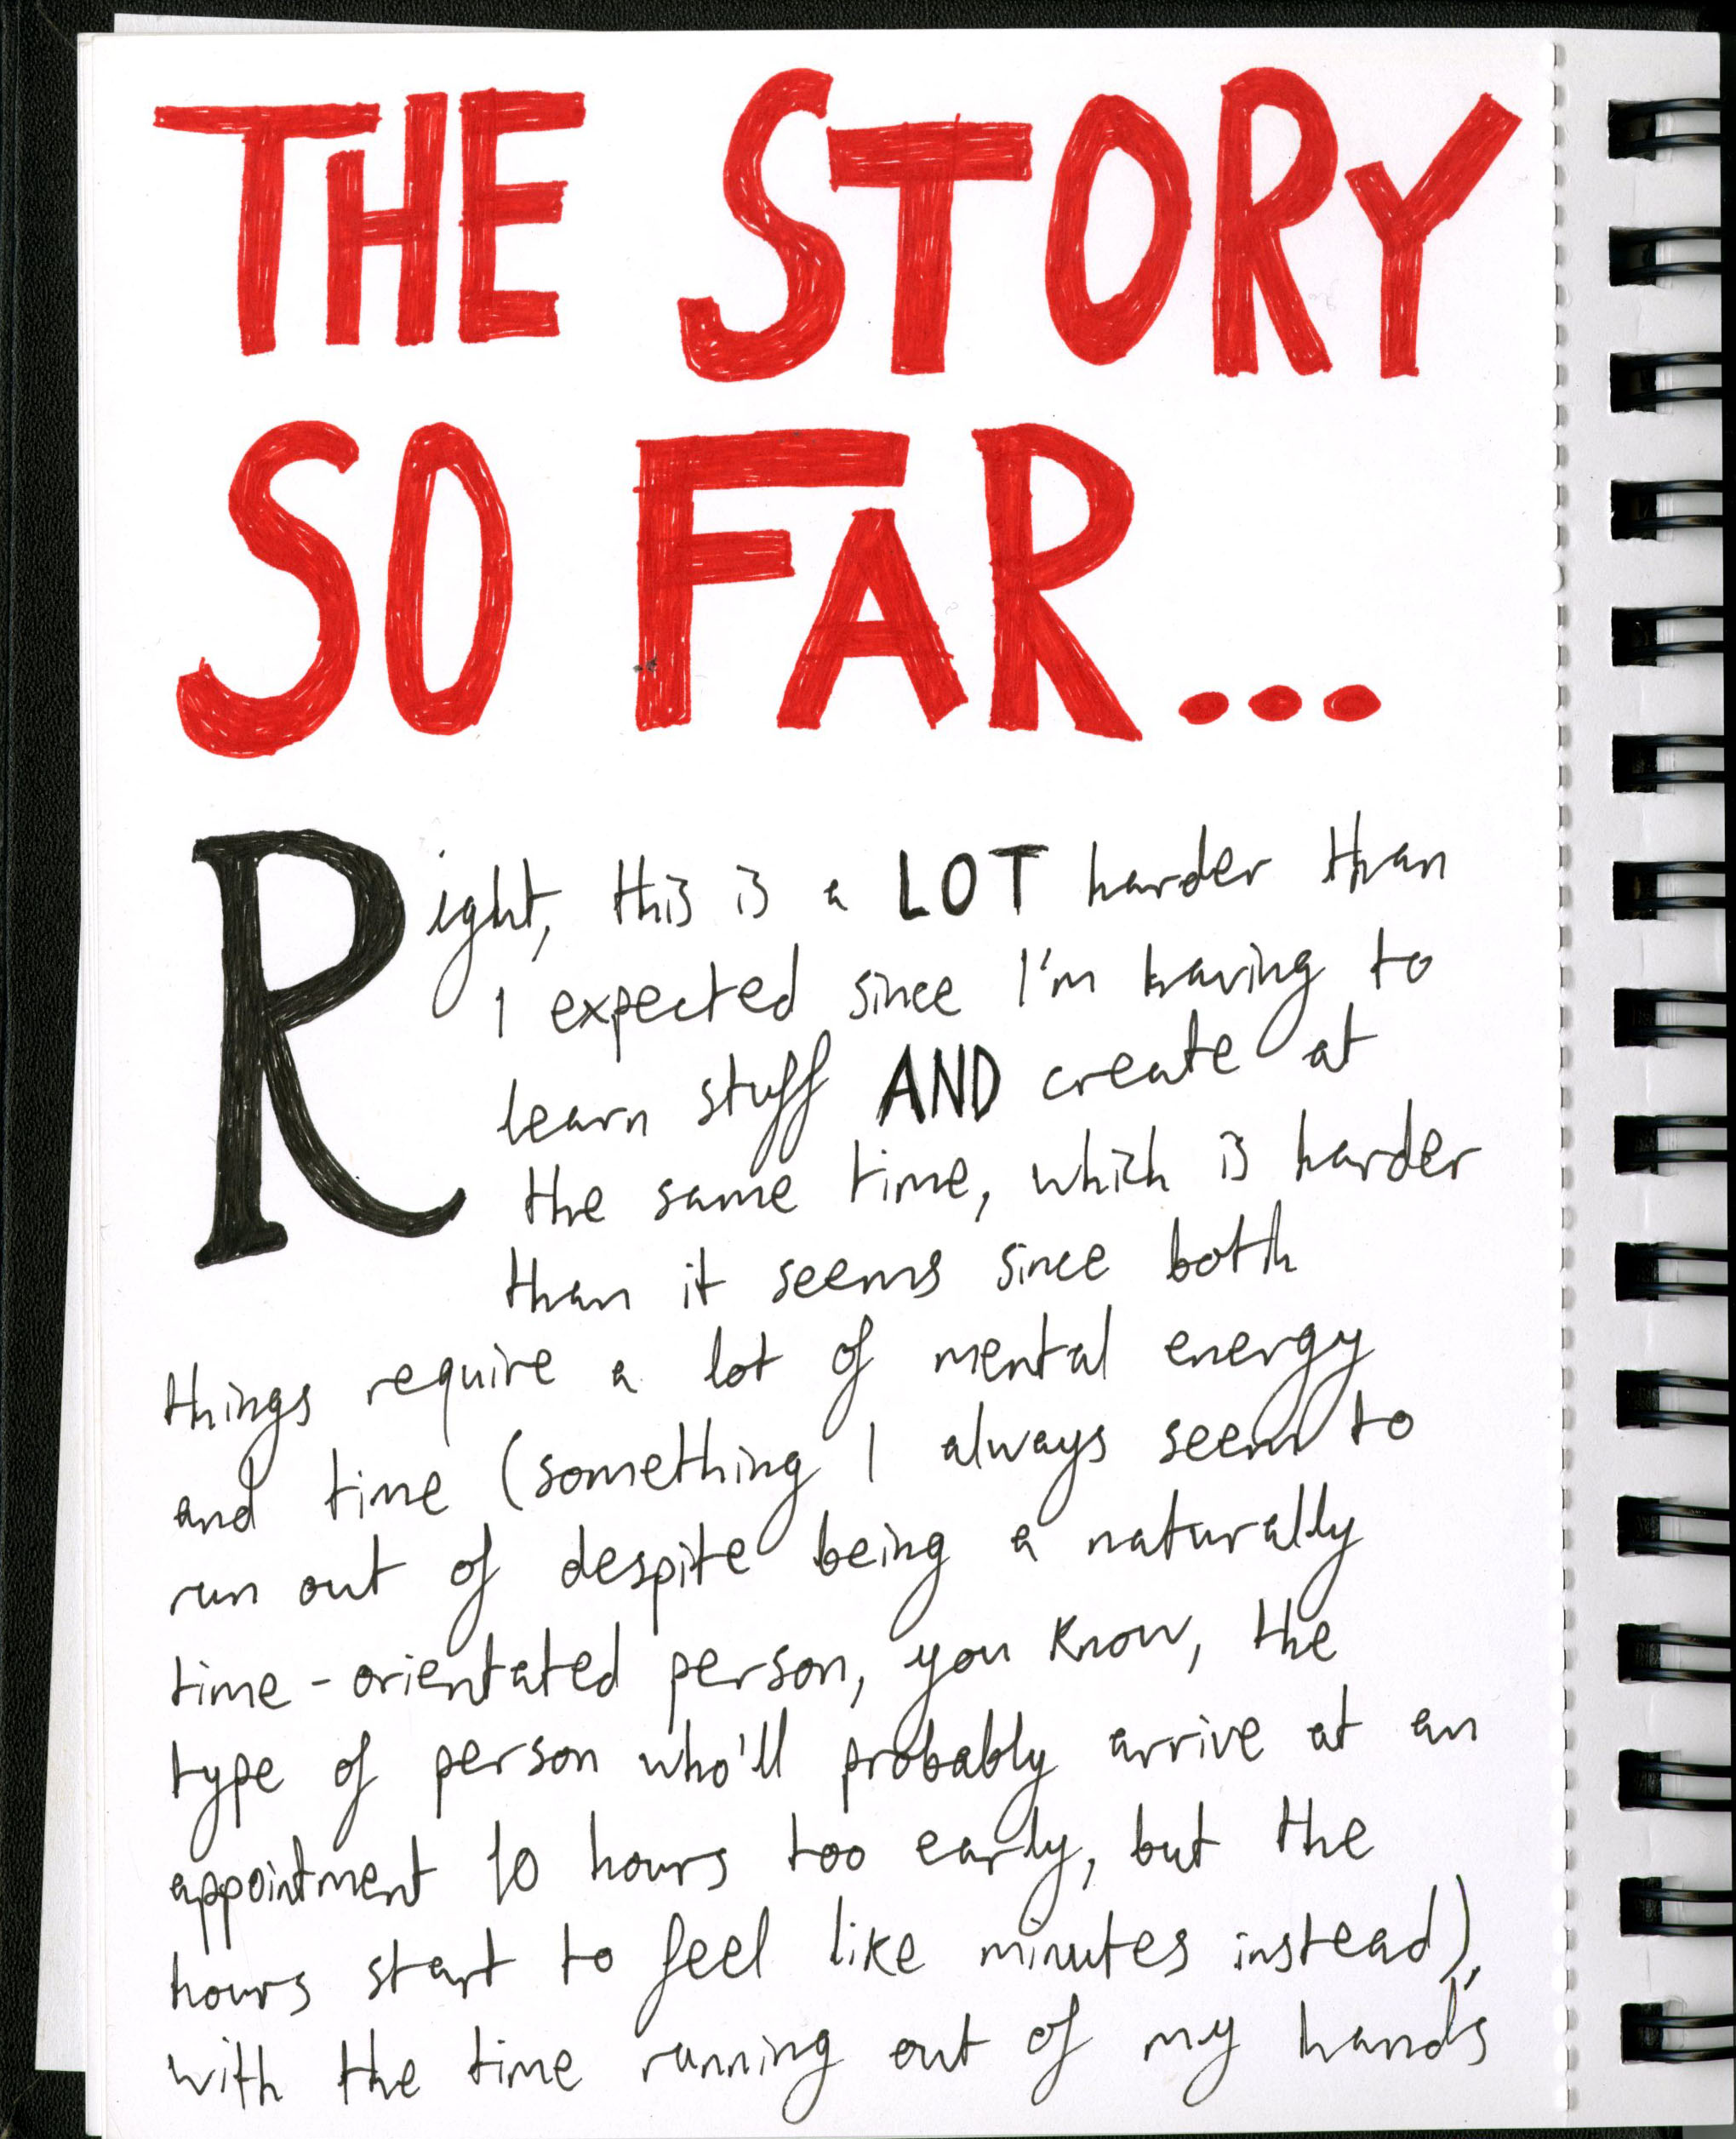 THE STORY
SO FAR...
Right, this is a LOT harder than
I expected since I'm having to
learn stuff AND create at
the same time, which is harder
than it seems since both
things require a lot of mental energy
and time (something I always seem to
run out of despite being a naturally
time-orientated person, you know, the
type of person who'll probably arrive at an
appointment 10 hours too early, but the
hours start to feel like minutes instead),
with the time running out of my hands